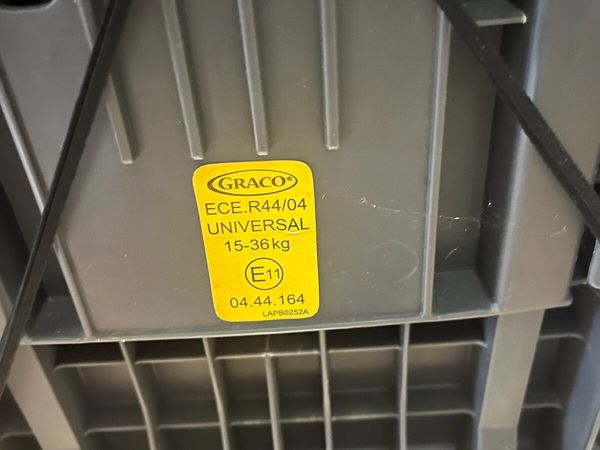 GRACO®
ECE.R44/04
UNIVERSAL
15-36kg
E11
04.44.164
LAPB0252A